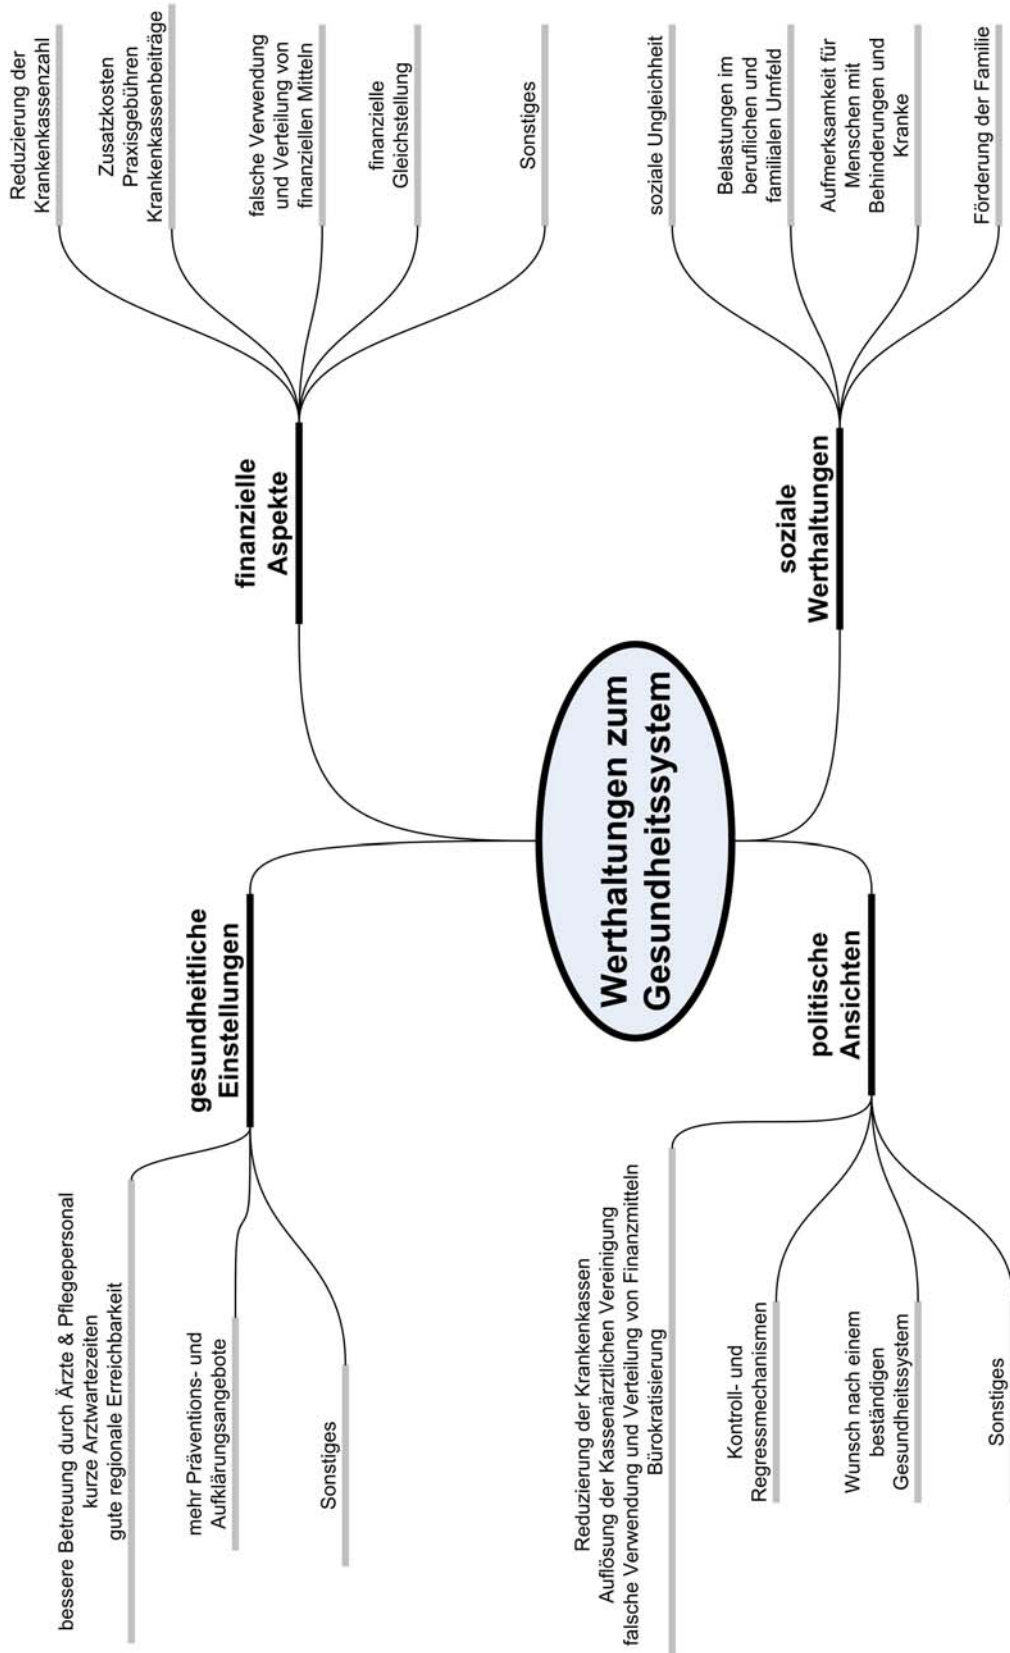 Werthaltungen zum
Gesundheitssystem
gesundheitliche
Einstellungen
bessere Betreuung durch Ärzte & Pflegepersonal
kurze Arztwartezeiten
gute regionale Erreichbarkeit
mehr Präventions- und
Aufklärungsangebote
Sonstiges
finanzielle
Aspekte
Reduzierung der
Krankenkassenzahl
Zusatzkosten
Praxisgebühren
Krankenkassenbeiträge
falsche Verwendung
und Verteilung von
finanziellen Mitteln
finanzielle
Gleichstellung
Sonstiges
politische
Ansichten
Reduzierung der Krankenkassen
Auflösung der Kassenärztlichen Vereinigung
falsche Verwendung und Verteilung von Finanzmitteln
Bürokratisierung
Kontroll- und
Regressmechanismen
Wunsch nach einem
beständigen
Gesundheitssystem
Sonstiges
soziale
Werthaltungen
soziale Ungleichheit
Belastungen im
beruflichen und
familialen Umfeld
Aufmerksamkeit für
Menschen mit
Behinderungen und
Kranke
Förderung der Familie